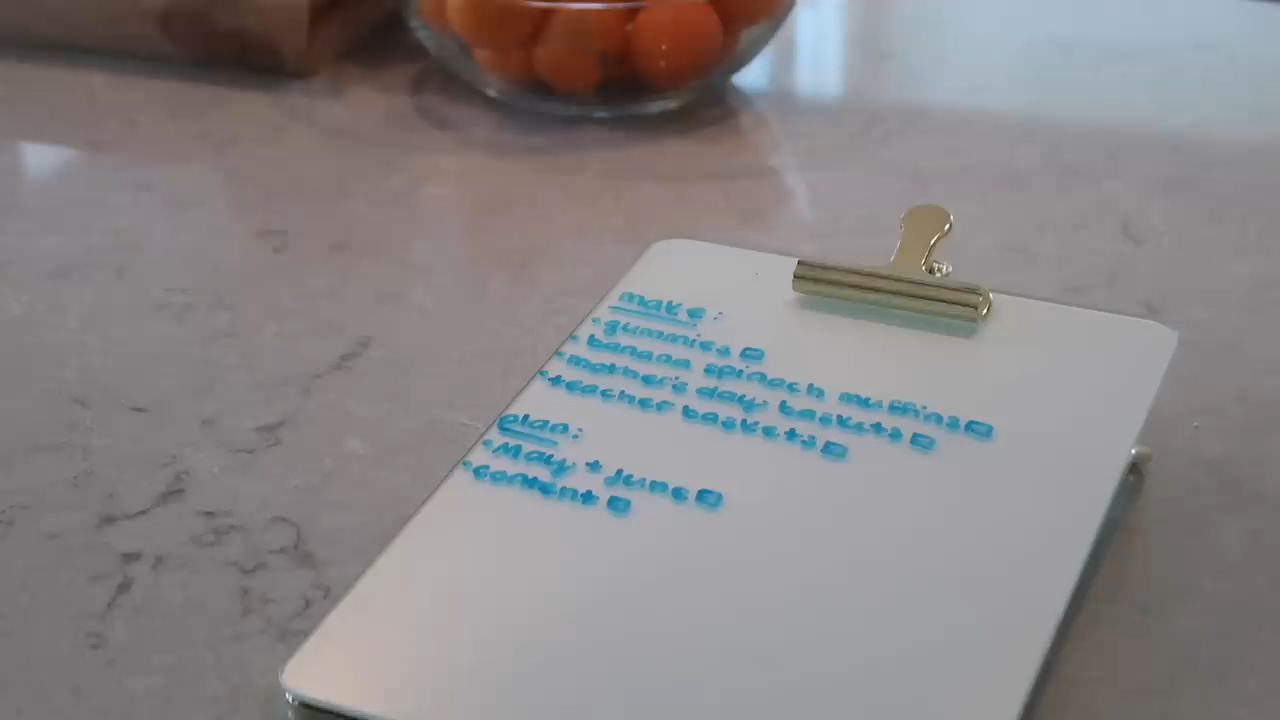 make:
• gummies □
• banana spinach muffins □
• mother's day baskets □
• teacher baskets □
plan:
• May + June □
• content □